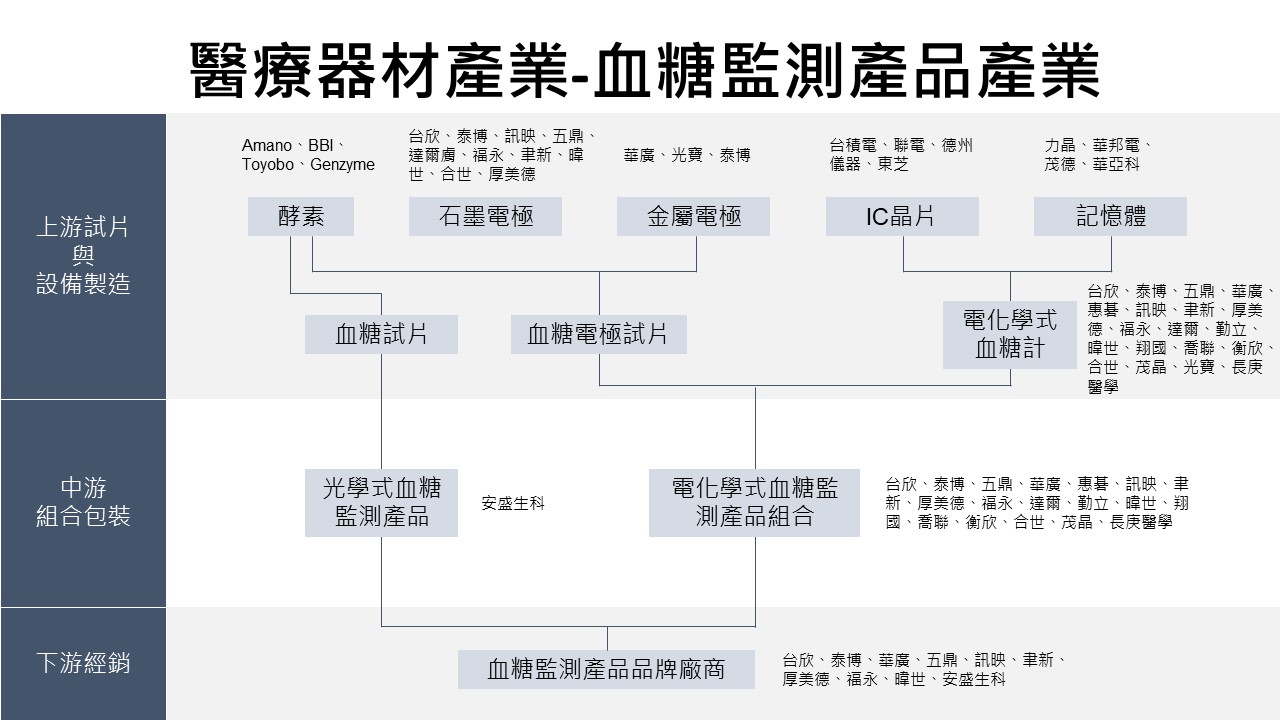 醫療器材產業-血糖監測產品產業
上游試片
與
設備製造
Amano、BBI、
Toyobo、Genzyme
台欣、泰博、訊映、五鼎、
達爾膚、福永、聿新、暐
世、合世、厚美德
華廣、光寶、泰博
台積電、聯電、德州
儀器、東芝
力晶、華邦電、
茂德、華亞科
酵素
石墨電極
金屬電極
IC晶片
記憶體
血糖試片
血糖電極試片
電化學式
血糖計
台欣、泰博、五鼎、華廣、
惠碁、訊映、聿新、厚美
德、福永、達爾、勤立、
暐世、翔國、喬聯、衡欣、
合世、茂晶、光寶、長庚
醫學
中游
組合包裝
光學式血糖
監測產品
安盛生科
電化學式血糖監
測產品組合
台欣、泰博、五鼎、華廣、惠碁、訊映、聿
新、厚美德、福永、達爾、勤立、暐世、翔
國、喬聯、衡欣、合世、茂晶、長庚醫學
下游經銷
血糖監測產品品牌廠商
台欣、泰博、華廣、五鼎、訊映、聿新、
厚美德、福永、暐世、安盛生科